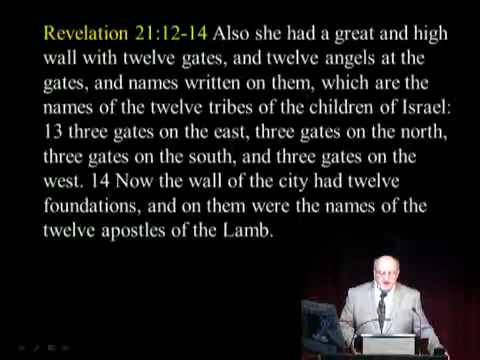 Revelation 21:12-14 Also she had a great and high
wall with twelve gates, and twelve angels at the
gates, and names written on them, which are the
names of the twelve tribes of the children of Israel:
13 three gates on the east, three gates on the north,
three gates on the south, and three gates on the
west. 14 Now the wall of the city had twelve
foundations, and on them were the names of the
twelve apostles of the Lamb.